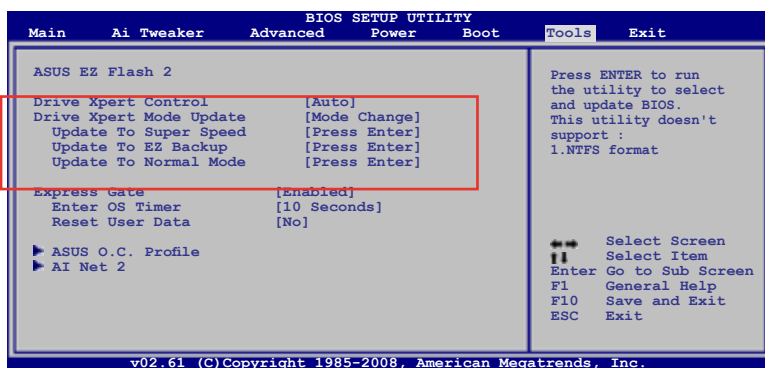 BIOS SETUP UTILITY
Main Ai Tweaker Advanced Power Boot Tools Exit
ASUS EZ Flash 2
Drive Xpert Control [Auto]
Drive Xpert Mode Update [Mode Change]
Update To Super Speed [Press Enter]
Update To EZ Backup [Press Enter]
Update To Normal Mode [Press Enter]
Express Gate [Enabled]
Enter OS Timer [10 Seconds]
Reset User Data [No]
ASUS O.C. Profile
AI Net 2
Press ENTER to run
the utility to select
and update BIOS.
This utility doesn't
support :
1.NTFS format
Select Screen
Select Item
Enter Go to Sub Screen
F1 General Help
F10 Save and Exit
ESC Exit
v02.61 (C)Copyright 1985-2008, American Megatrends, Inc.